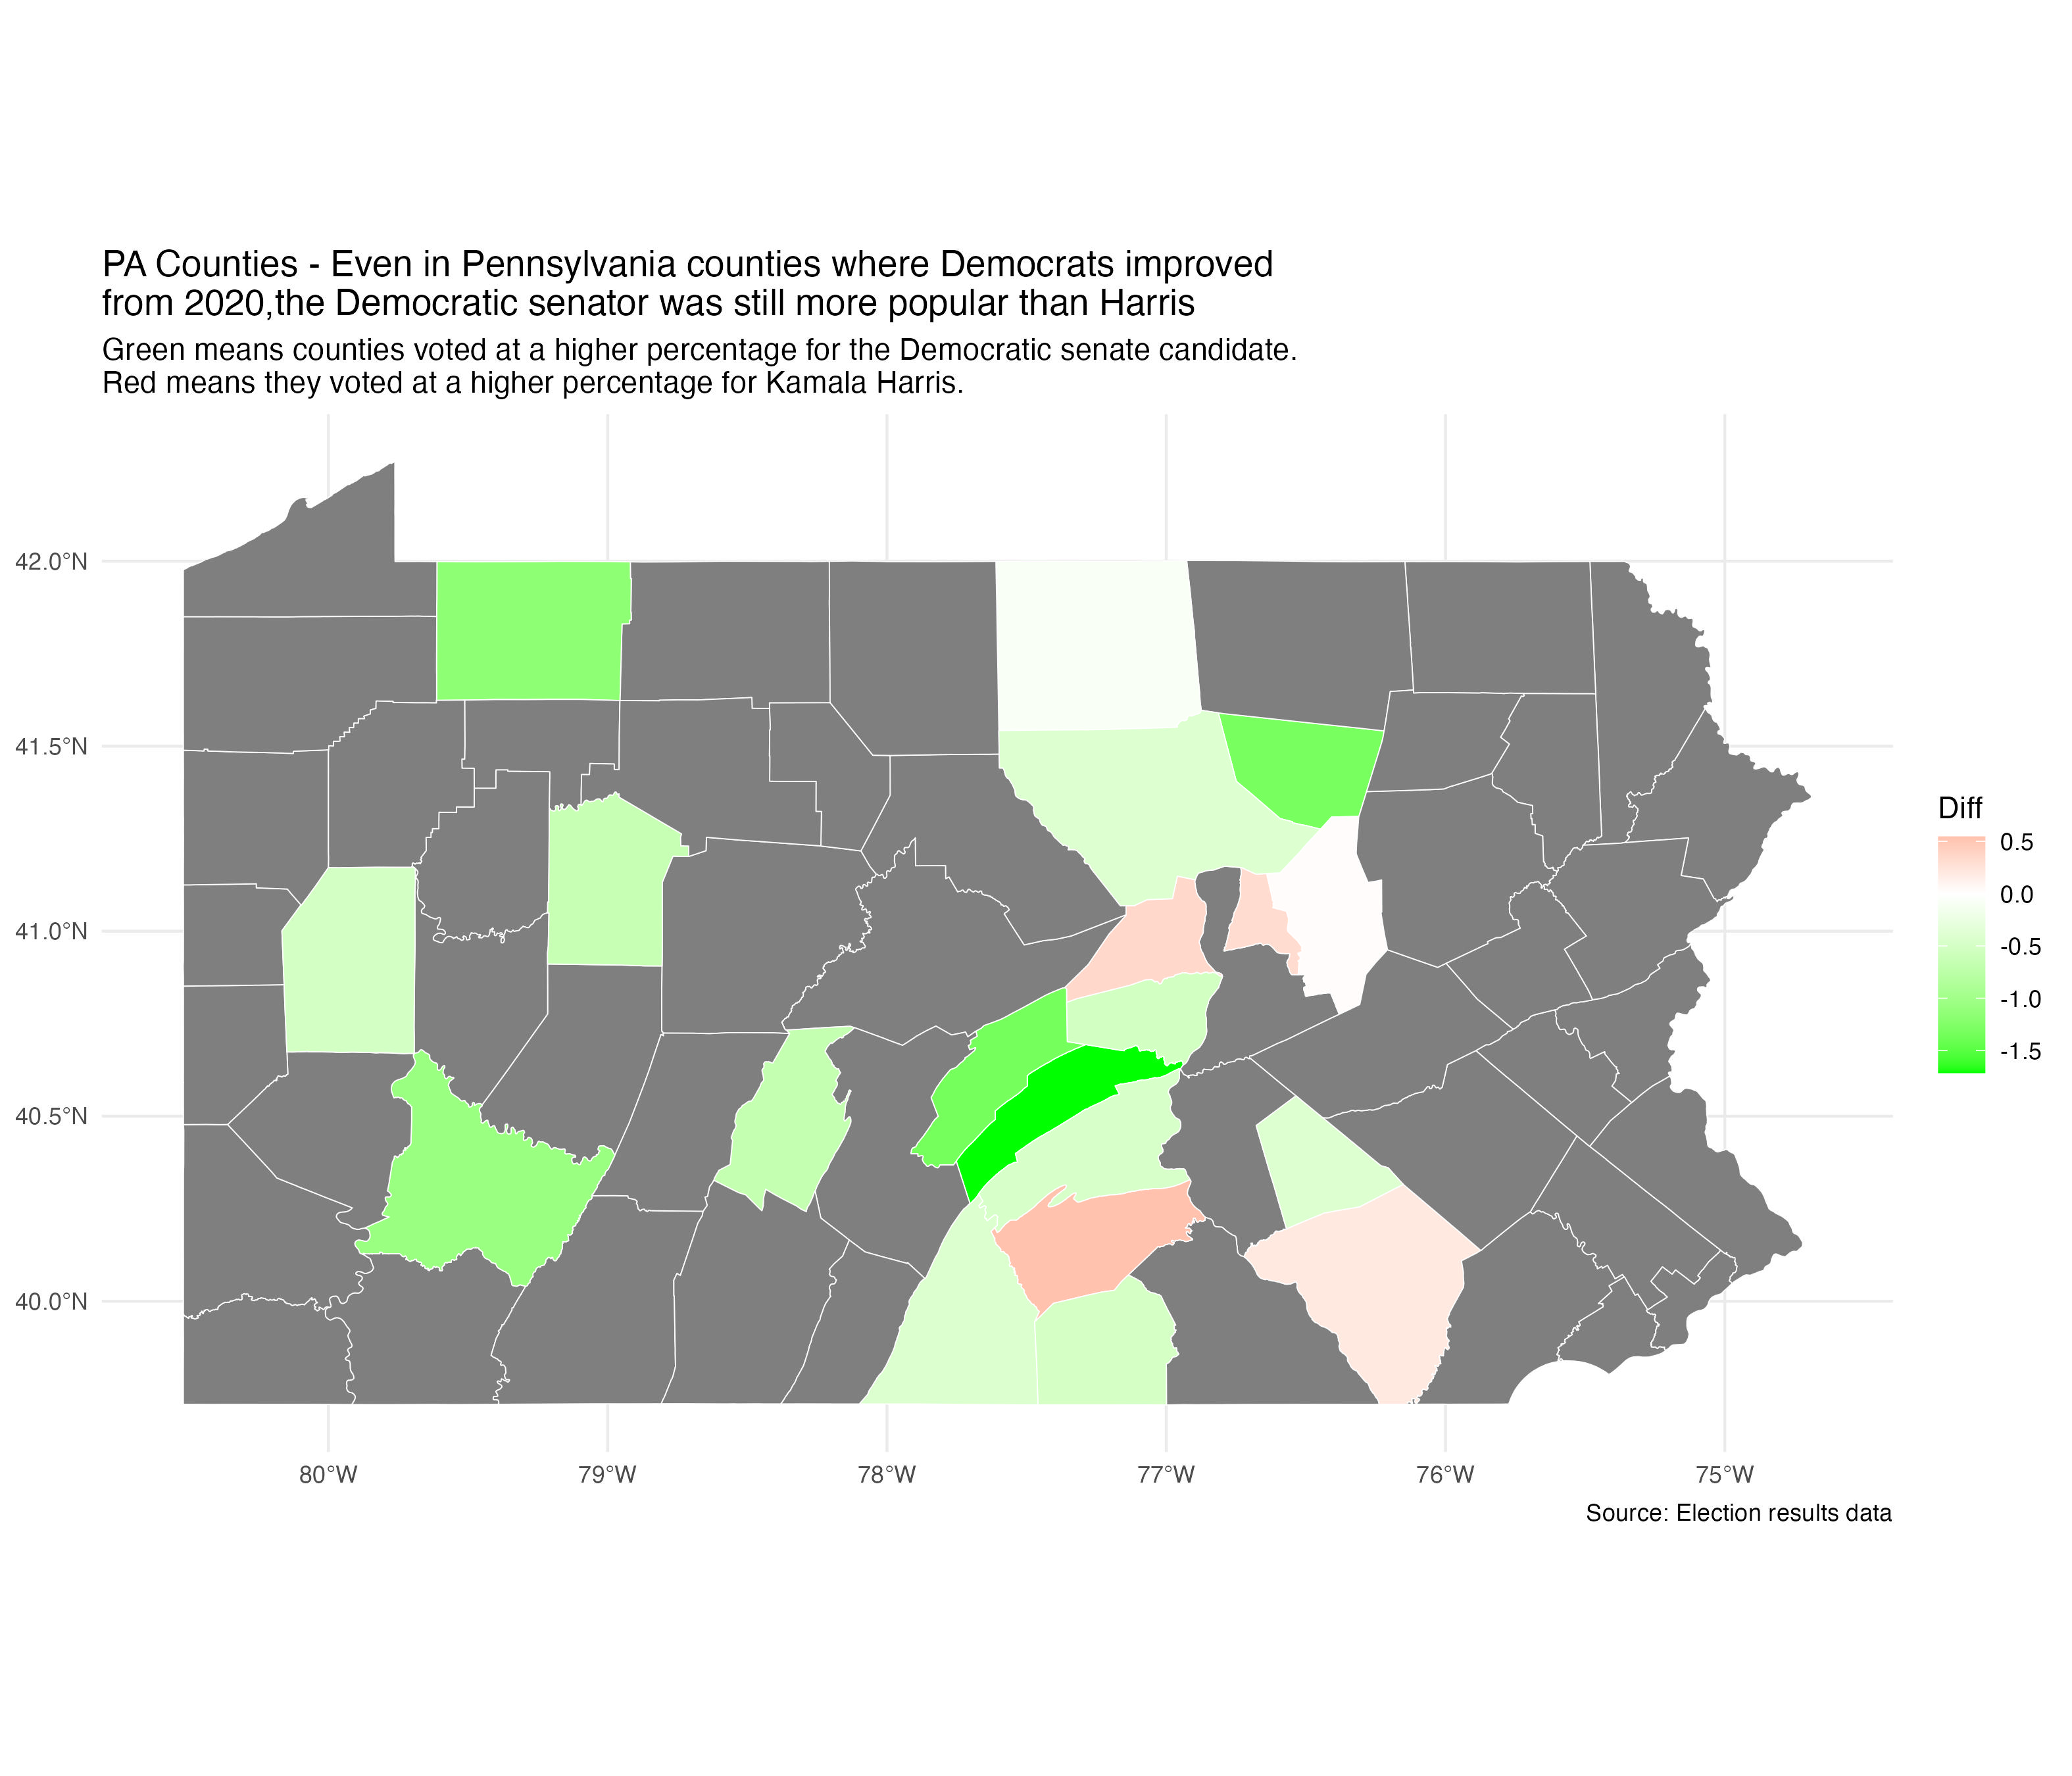 PA Counties - Even in Pennsylvania counties where Democrats improved
from 2020,the Democratic senator was still more popular than Harris
Green means counties voted at a higher percentage for the Democratic senate candidate.
Red means they voted at a higher percentage for Kamala Harris.
42.0°N
41.5°N
41.0°N
40.5°N
40.0°N
80°W
79°W
78°W
77°W
76°W
75°W
Diff
0.5
0.0
-0.5
-1.0
-1.5
Source: Election results data